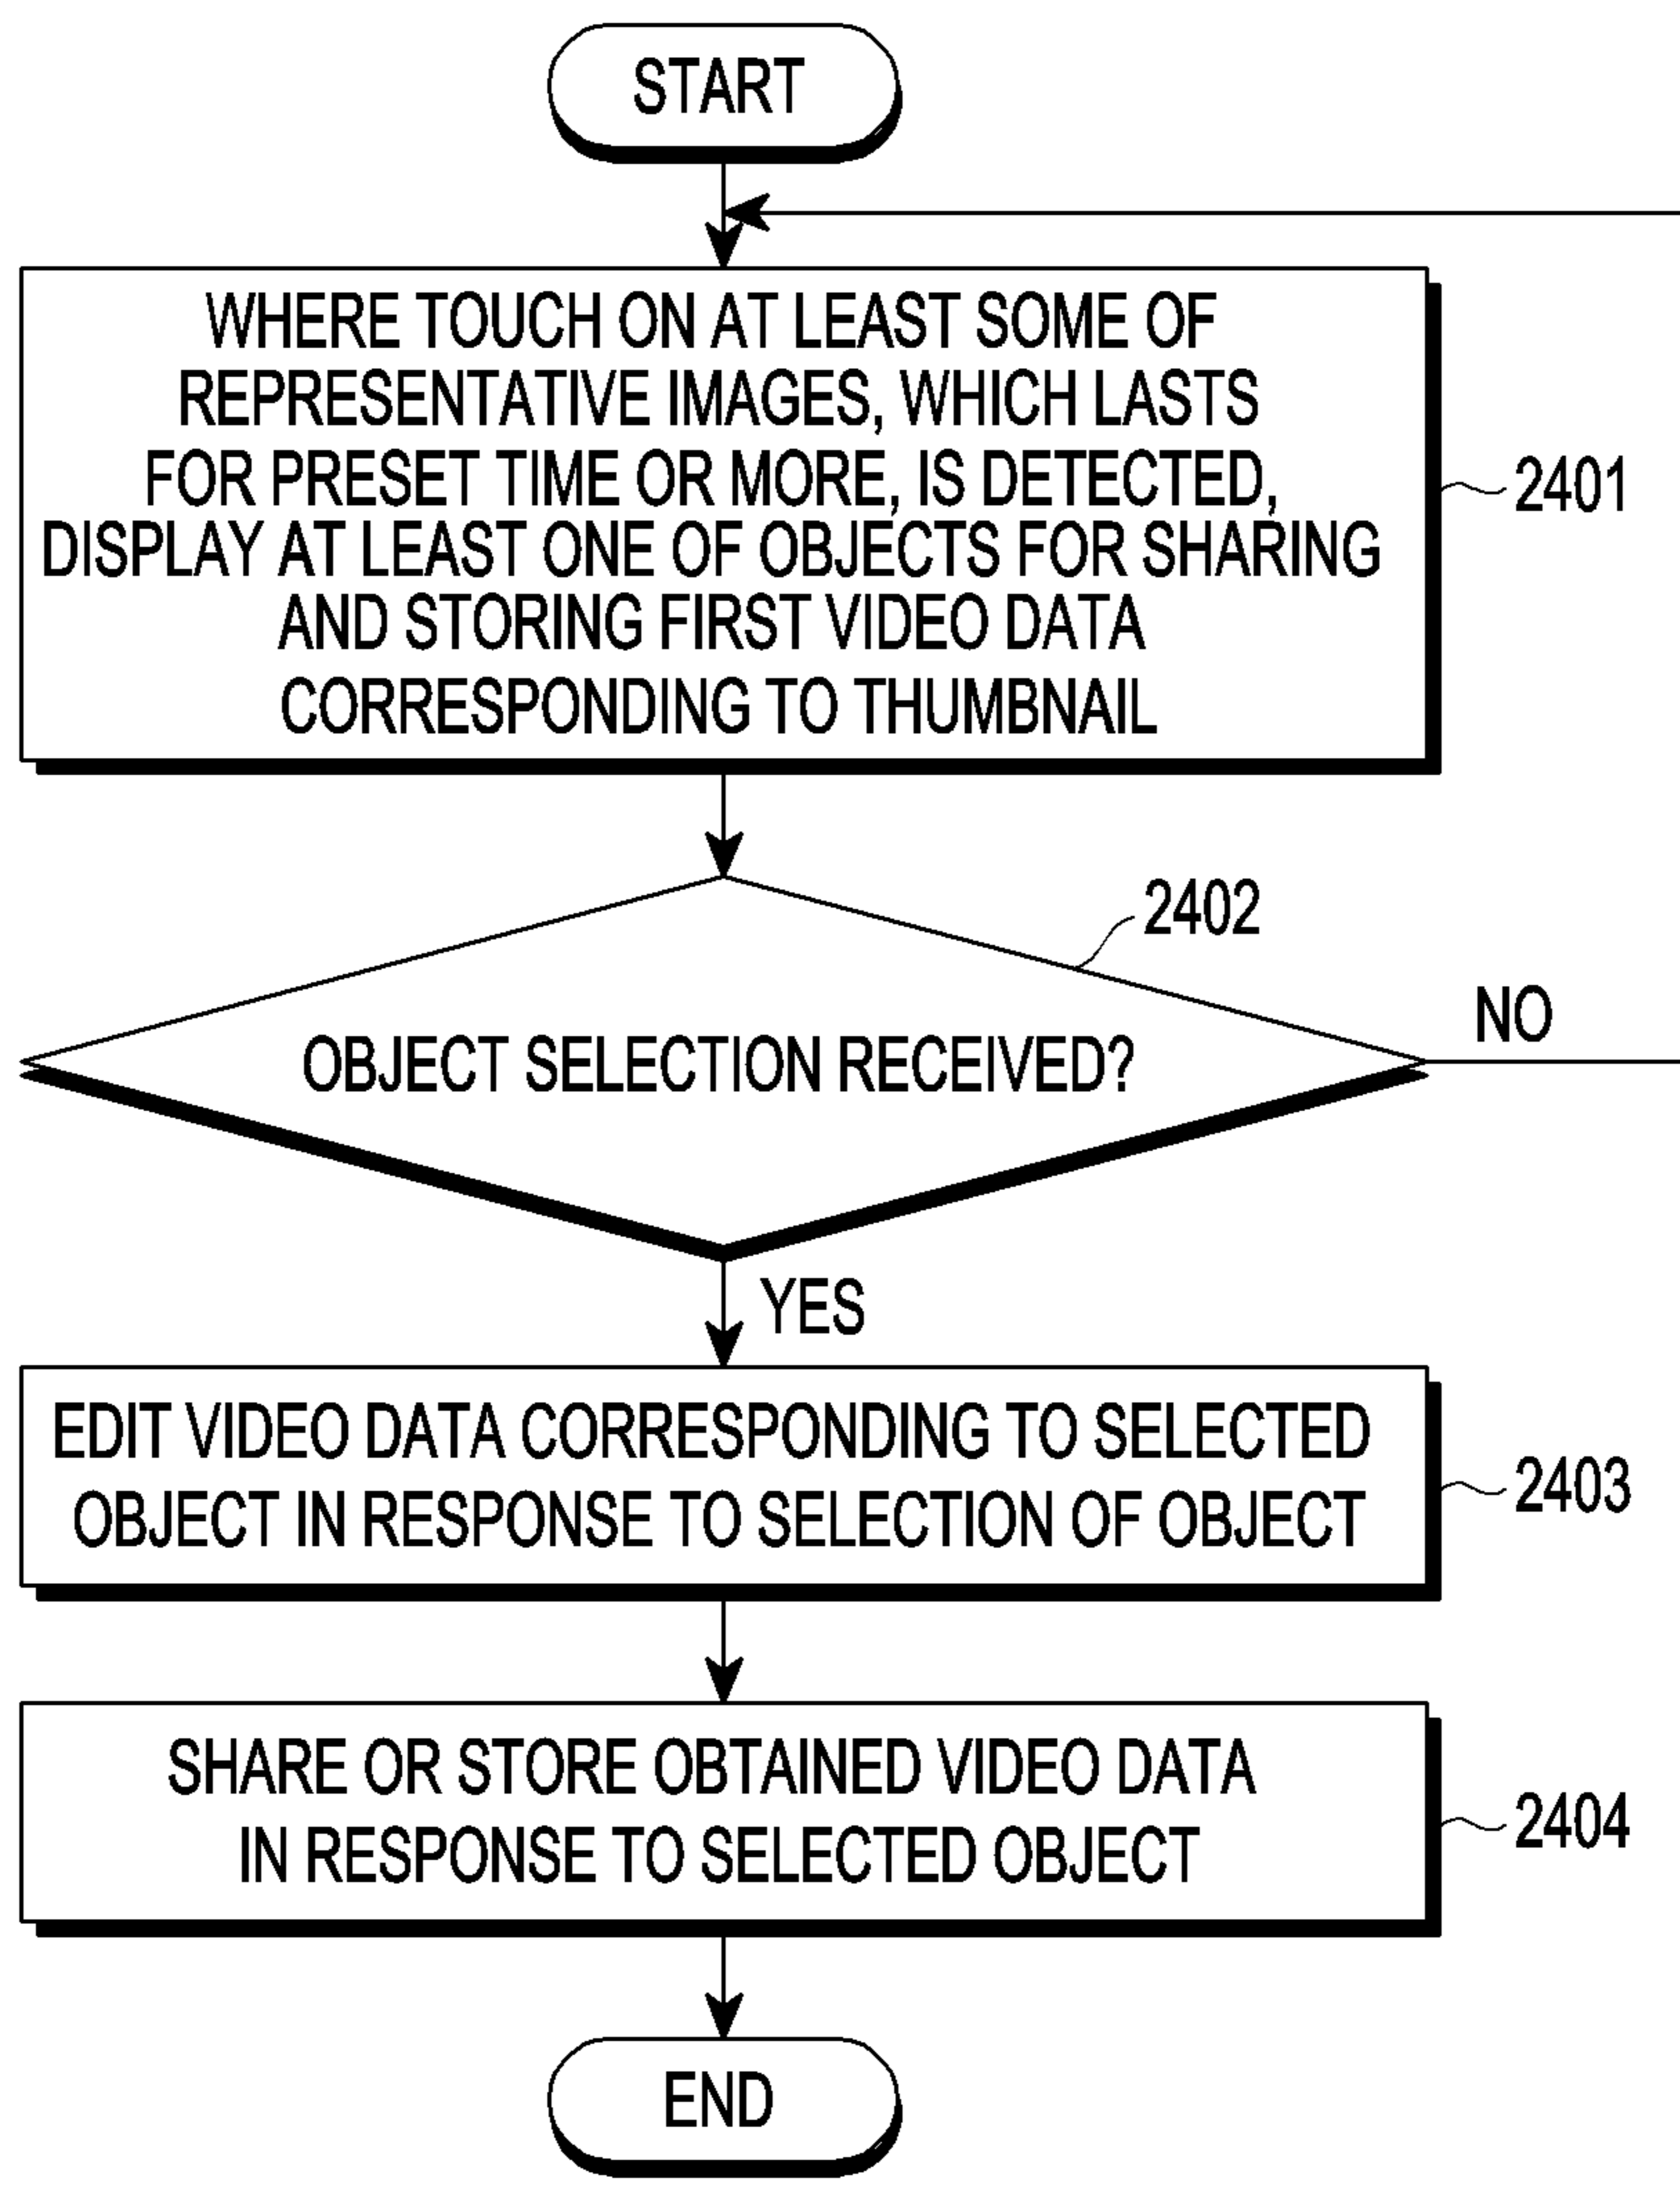 START
WHERE TOUCH ON AT LEAST SOME OF
REPRESENTATIVE IMAGES, WHICH LASTS
FOR PRESET TIME OR MORE, IS DETECTED,
DISPLAY AT LEAST ONE OF OBJECTS FOR SHARING
AND STORING FIRST VIDEO DATA
CORRESPONDING TO THUMBNAIL
2401
2402
OBJECT SELECTION RECEIVED?
NO
YES
EDIT VIDEO DATA CORRESPONDING TO SELECTED
OBJECT IN RESPONSE TO SELECTION OF OBJECT
2403
SHARE OR STORE OBTAINED VIDEO DATA
IN RESPONSE TO SELECTED OBJECT
2404
END